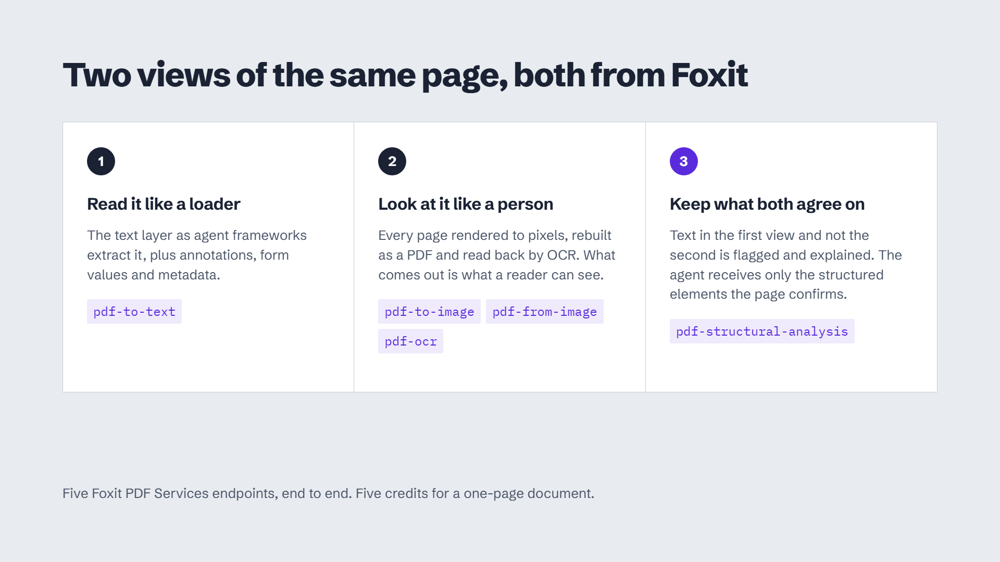 Two views of the same page, both from Foxit
1
Read it like a loader
The text layer as agent frameworks
extract it, plus annotations, form
values and metadata.
pdf-to-text
2
Look at it like a person
Every page rendered to pixels, rebuilt
as a PDF and read back by OCR. What
comes out is what a reader can see.
pdf-to-image pdf-from-image
pdf-ocr
3
Keep what both agree on
Text in the first view and not the
second is flagged and explained. The
agent receives only the structured
elements the page confirms.
pdf-structural-analysis
Five Foxit PDF Services endpoints, end to end. Five credits for a one-page document.